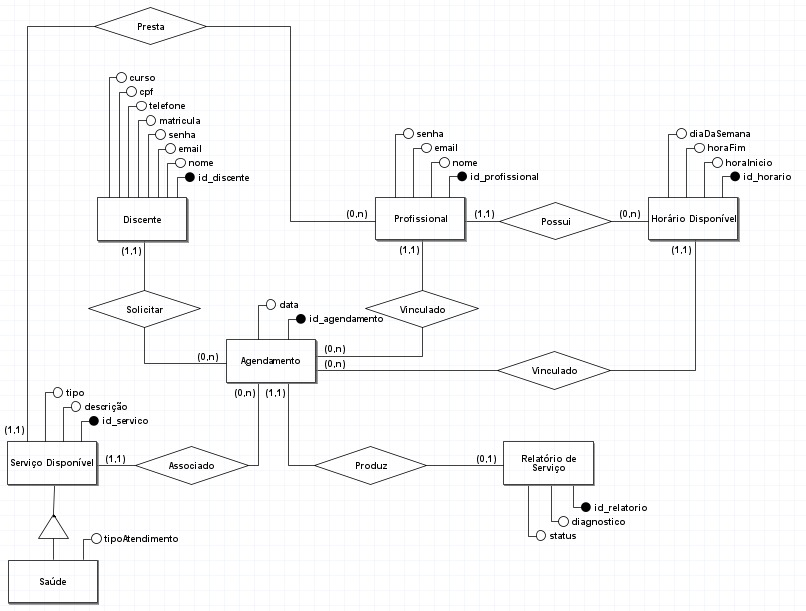 Presta
curso
cpf
telefone
matricula
senha
email
nome
id_discente
Discente
(1,1)
senha
email
nome
id_profissional
(0,n)
Profissional
(1,1)
(1,1)
Possui
diaDaSemana
horaFim
horaInicio
id_horario
(0,n)
Horário Disponível
(1,1)
Solicitar
(0,n)
data
id_agendamento
Agendamento
Vinculado
(0,n)
(0,n)
Vinculado
(0,n)
(1,1)
tipo
descrição
id_servico
(1,1)
Serviço Disponível
(1,1)
Associado
Produz
(0,1)
Relatório de
Serviço
id_relatorio
diagnostico
status
tipoAtendimento
Saúde